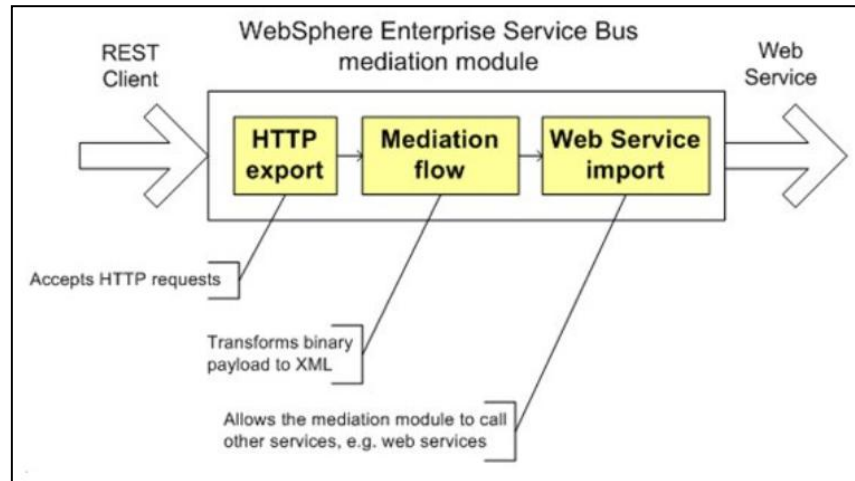 WebSphere Enterprise Service Bus
mediation module
REST
Client
Web
Service
HTTP
export
Mediation
flow
Web Service
import
Accepts HTTP requests
Transforms binary
payload to XML
Allows the mediation module to call
other services, e.g. web services